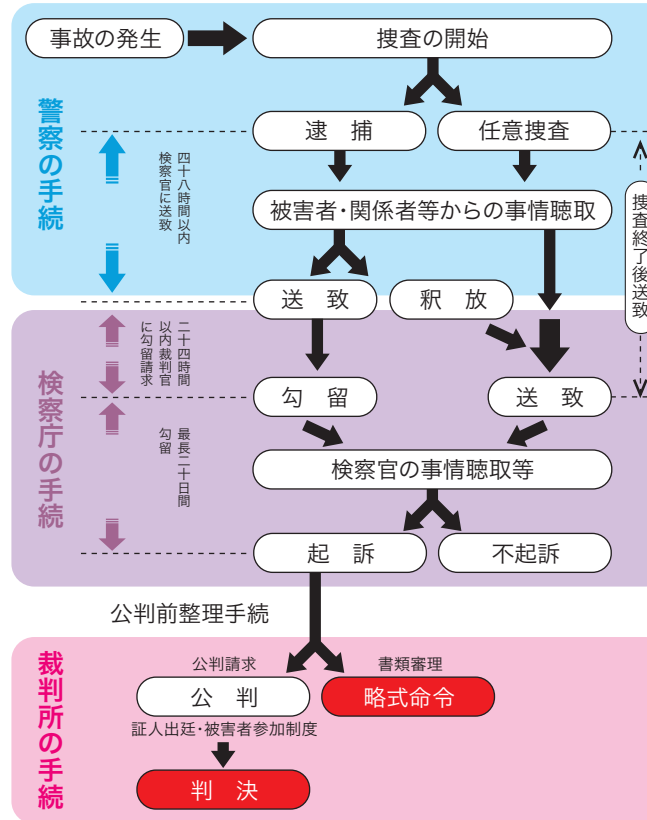 事故の発生
捜査の開始
警察の手続
逮 捕
任意捜査
四十八時間以内
検察官に送致
被害者・関係者等からの事情聴取
捜査終了後送致
送 致
釈 放
検察庁の手続
二十四時間
以内裁判官
に勾留請求
勾 留
送 致
最長二十日間
勾留
検察官の事情聴取等
起 訴
不起訴
公判前整理手続
裁判所の手続
公判請求
書類審理
公 判
略式命令
証人出廷・被害者参加制度
判 決